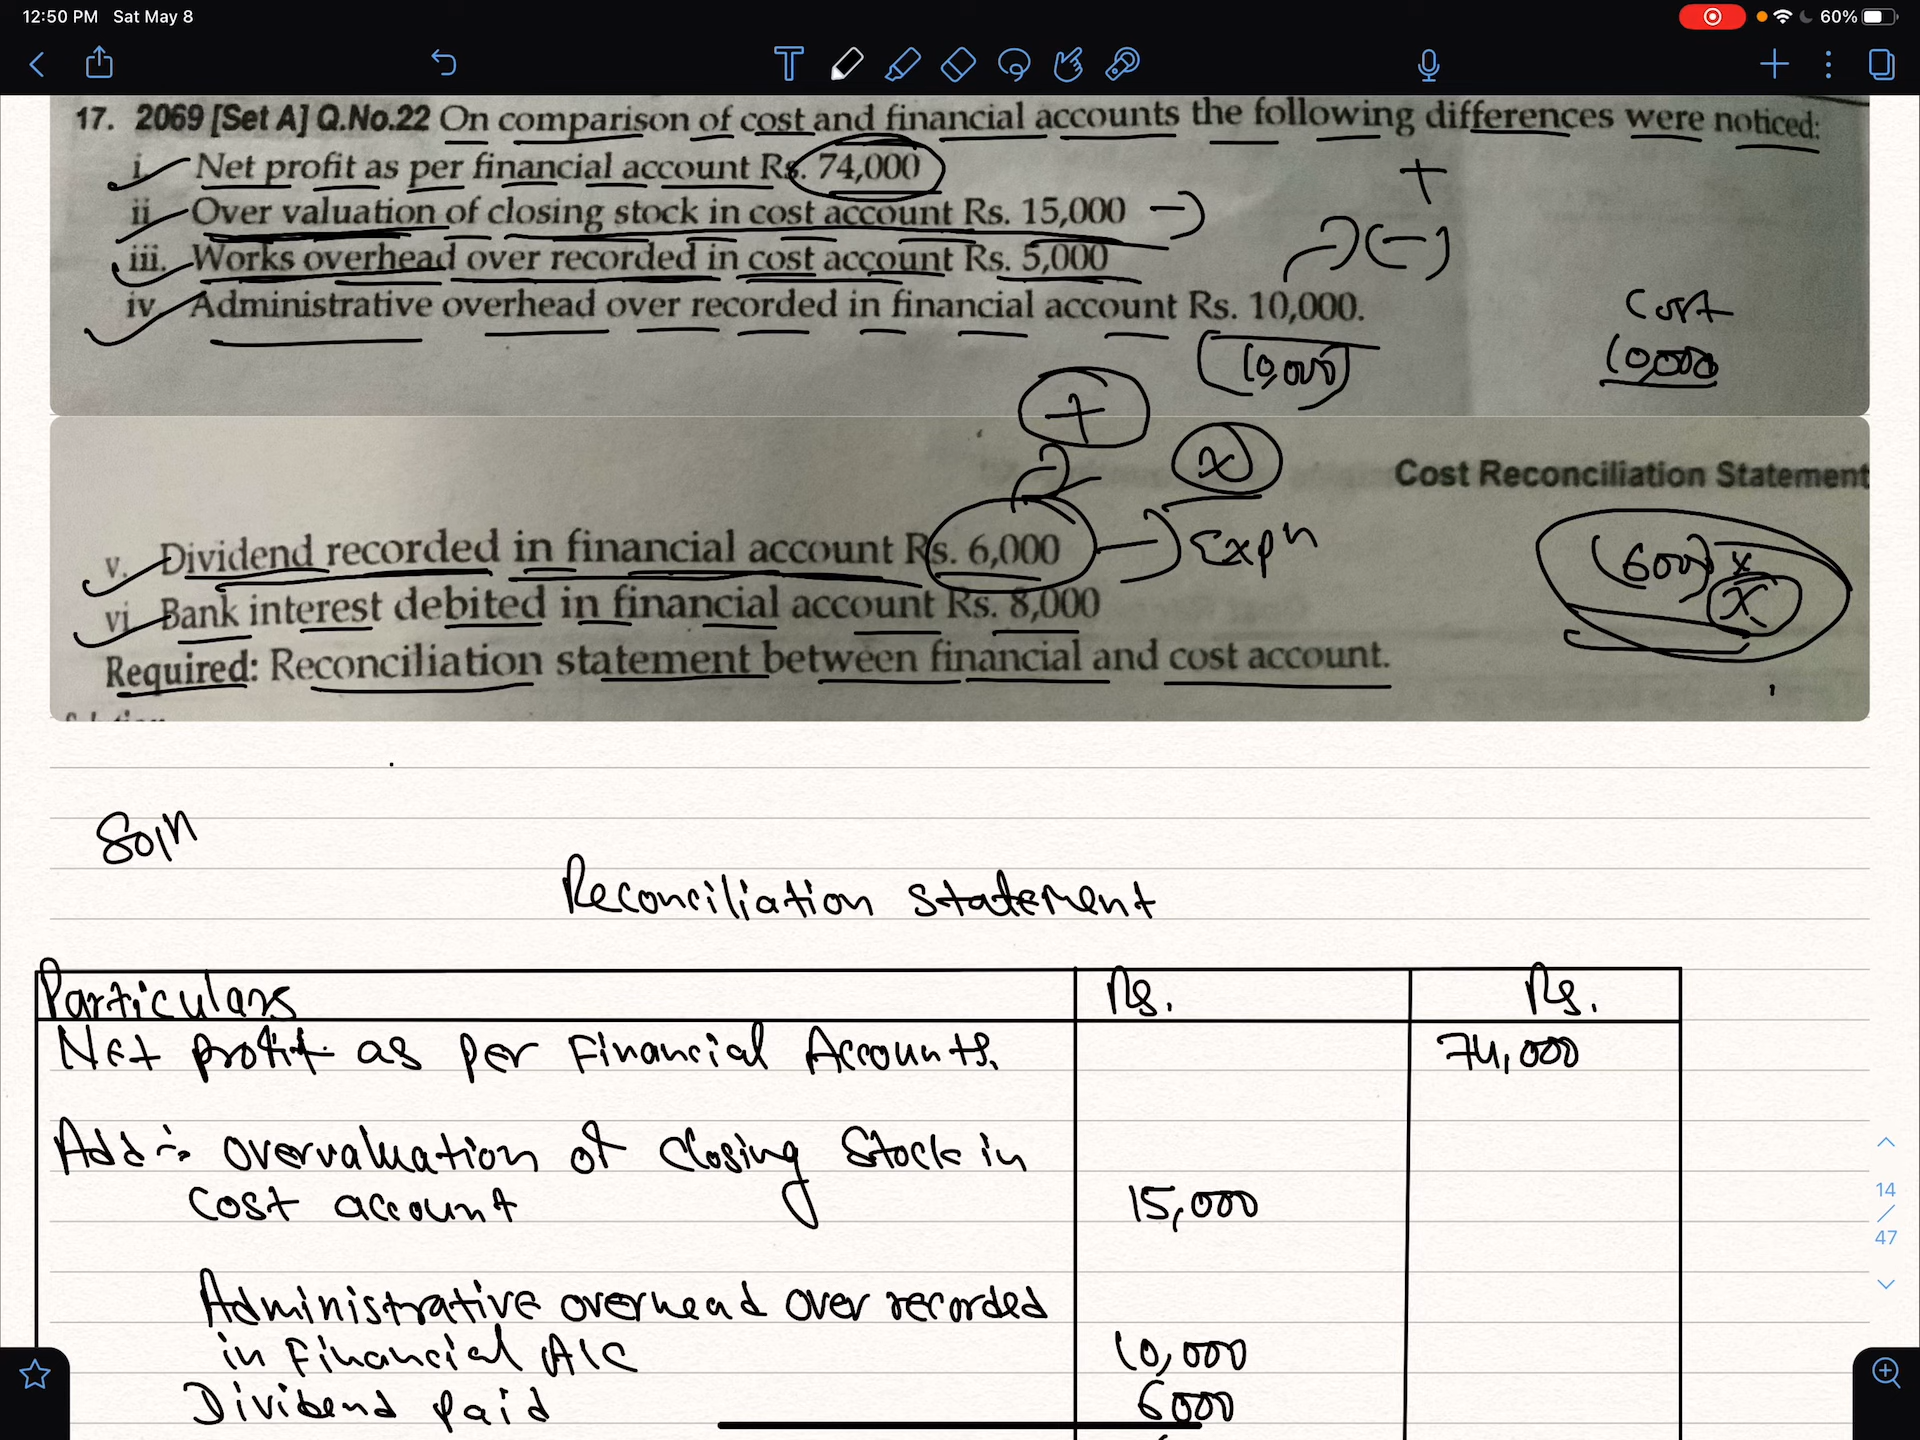 12:50 PM Sat May 8
60%
17. 2069 [Set A] Q.No.22 On comparison of cost and financial accounts the following differences were noticed:
i. Net profit as per financial account Rs. 74,000
+
ii. Over valuation of closing stock in cost account Rs. 15,000
(-)
iii. Works overhead over recorded in cost account Rs. 5,000
iv. Administrative overhead over recorded in financial account Rs. 10,000.
Cost
(10,000)
10,000
+
x
Cost Reconciliation Statement
v. Dividend recorded in financial account Rs. 6,000
Expn
(600) x
x
vi. Bank interest debited in financial account Rs. 8,000
Required: Reconciliation statement between financial and cost account.
Soln
Reconciliation statement
Particulars Rs. Rs.
Net profit as per Financial Accounts. 74,000
Add:- overvaluation of closing stock in
cost account 15,000
Administrative overhead over recorded
in Financial A/C 10,000
Dividend paid 6000
14
/
47